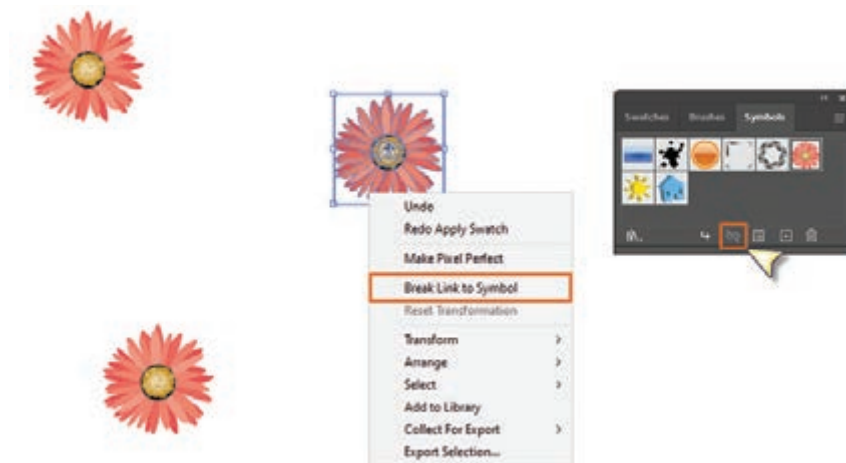 Swatches Brushes Symbols
Undo
Redo Apply Swatch
Make Pixel Perfect
Break Link to Symbol
Reset Transformation
Transform
Arrange
Select
Add to Library
Collect For Export
Export Selection...